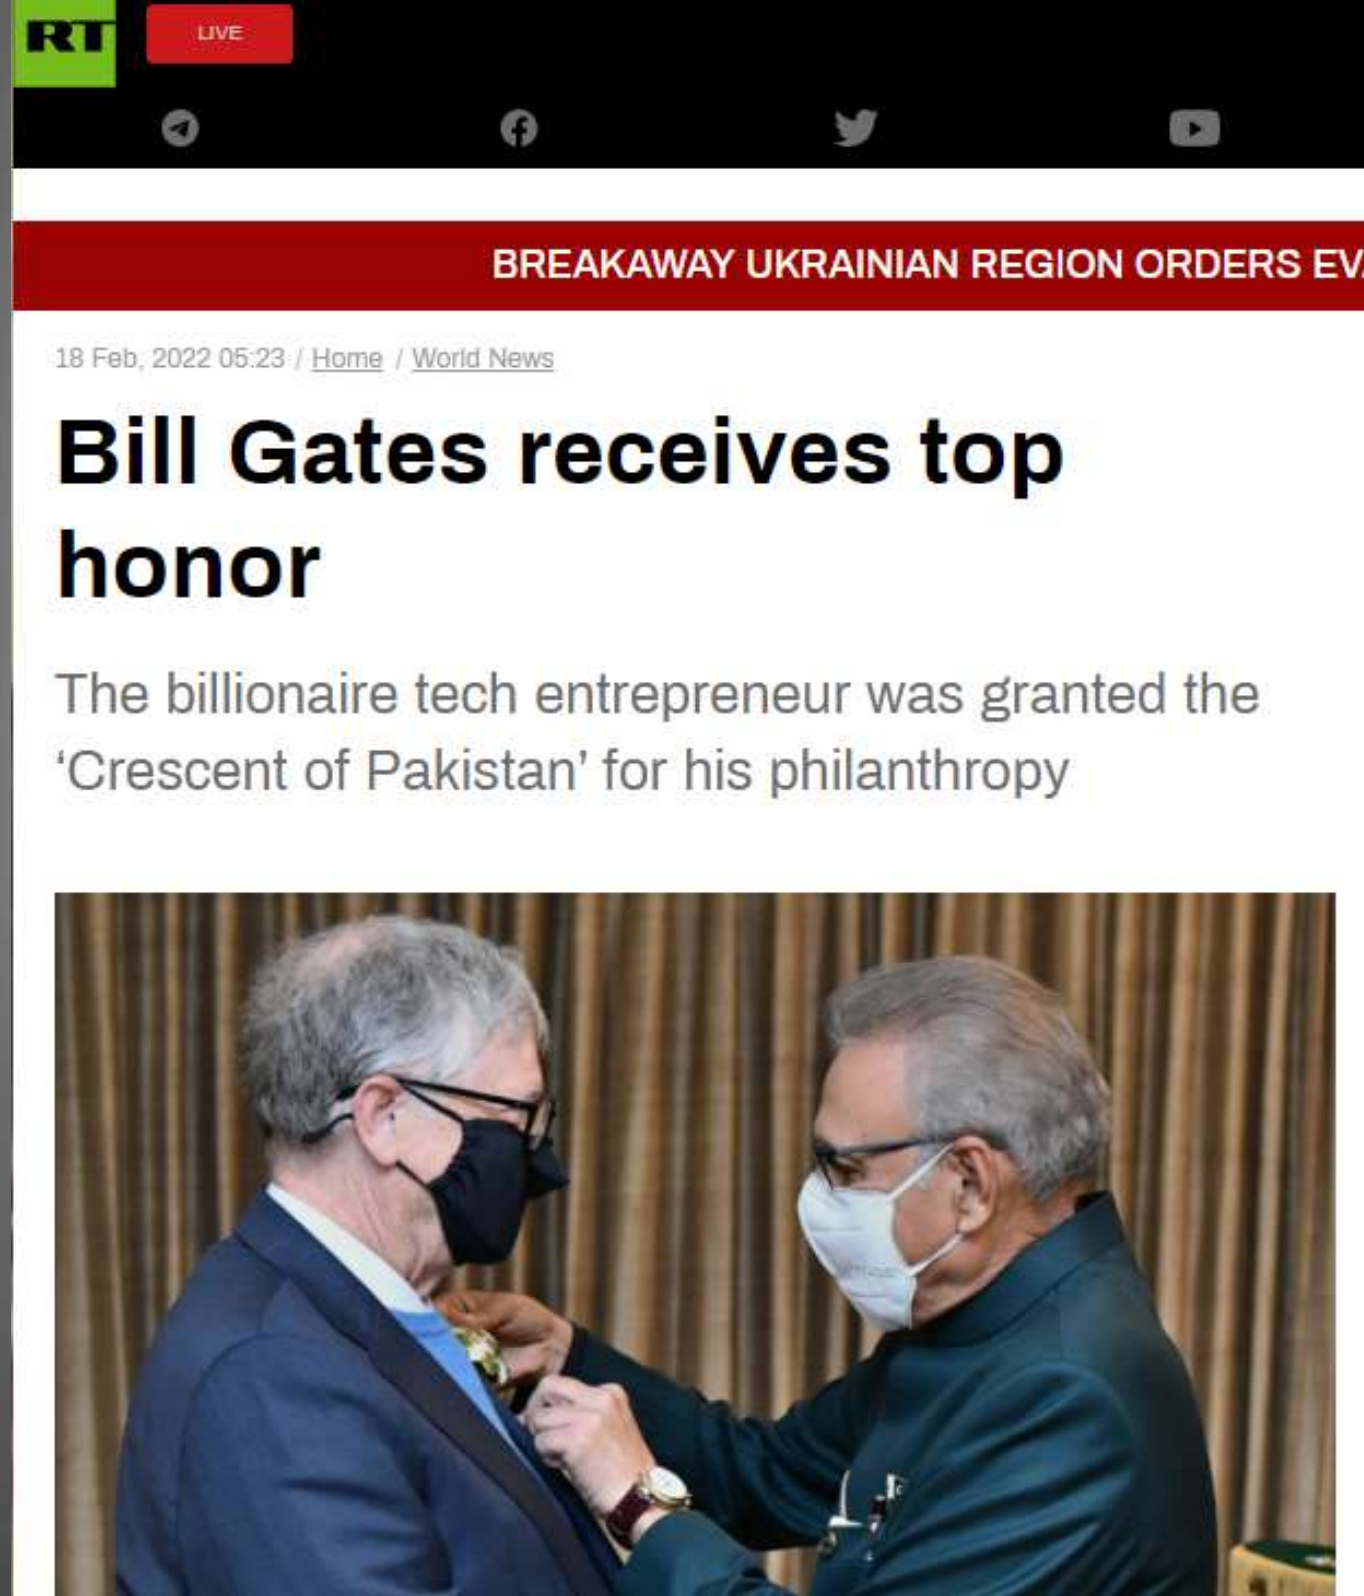 RT
LIVE
BREAKAWAY UKRAINIAN REGION ORDERS
18 Feb, 2022 05:23 / Home / World News
Bill Gates receives top
honor
The billionaire tech entrepreneur was granted the
‘Crescent of Pakistan’ for his philanthropy